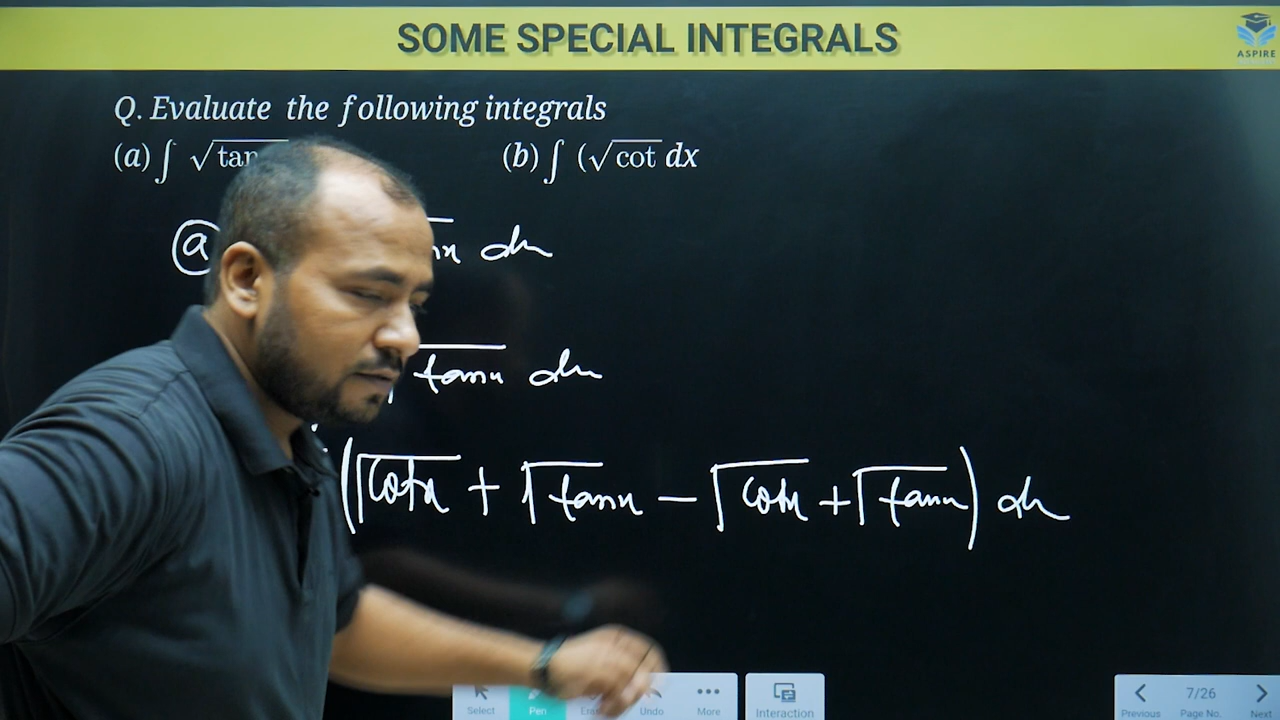 SOME SPECIAL INTEGRALS
ASPIRE
Q. Evaluate the following integrals
(a) ∫ √tan (b) ∫ (√cot dx
(a) x dx
tanx dx
(√cotx + √tanx − √cotx + √tanx) dx
Select Pen Undo More Interaction
Previous 7/26 Page No. Next